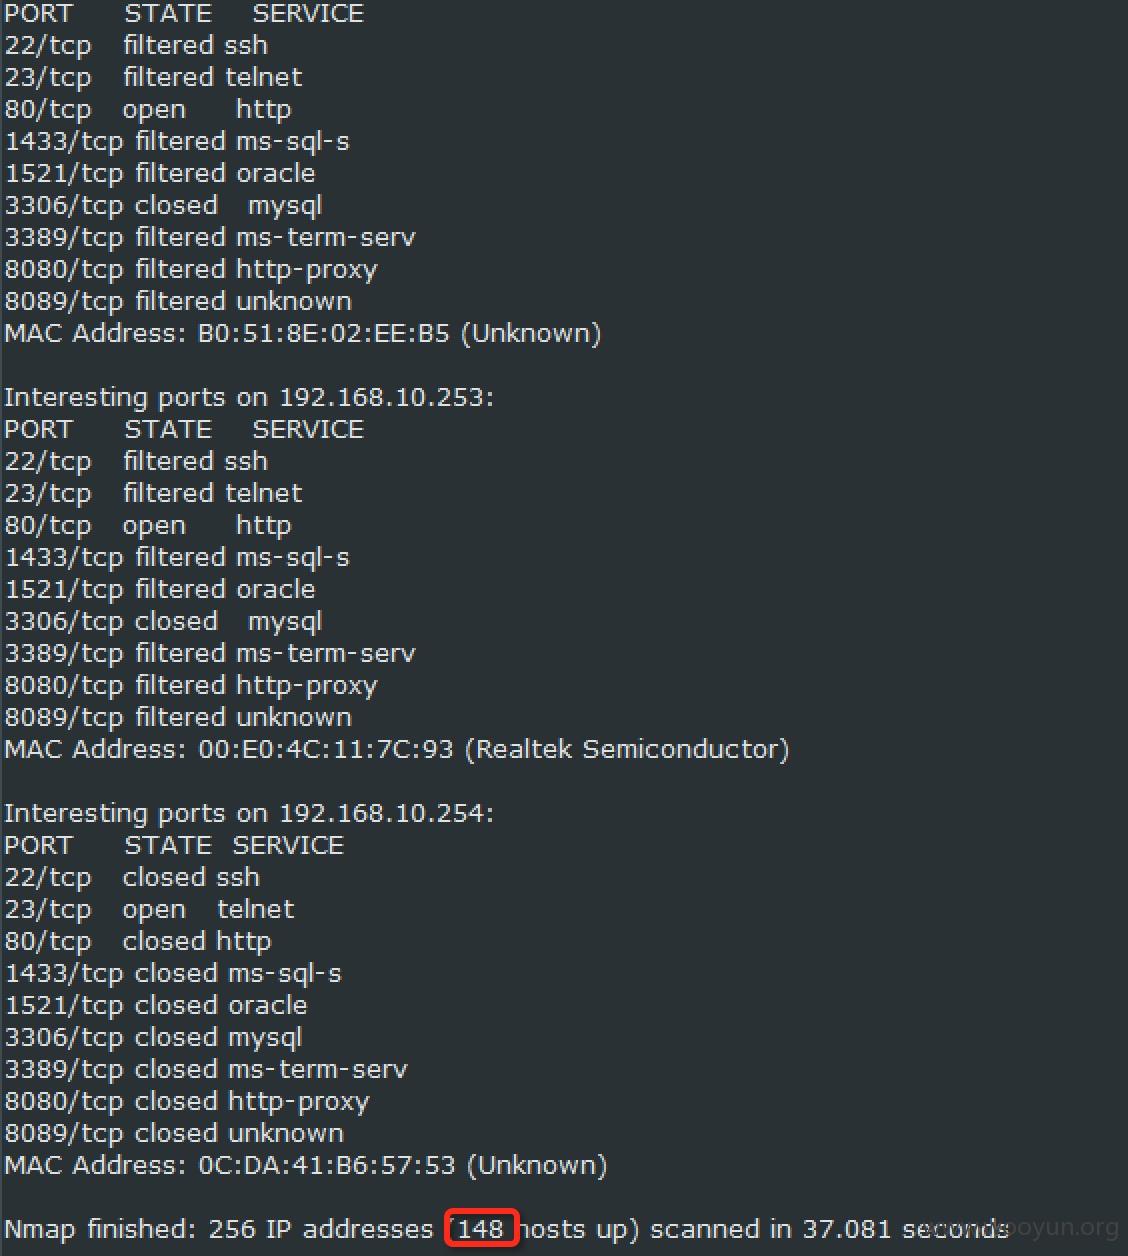 PORT STATE SERVICE
22/tcp filtered ssh
23/tcp filtered telnet
80/tcp open http
1433/tcp filtered ms-sql-s
1521/tcp filtered oracle
3306/tcp closed mysql
3389/tcp filtered ms-term-serv
8080/tcp filtered http-proxy
8089/tcp filtered unknown
MAC Address: B0:51:8E:02:EE:B5 (Unknown)
Interesting ports on 192.168.10.253:
PORT STATE SERVICE
22/tcp filtered ssh
23/tcp filtered telnet
80/tcp open http
1433/tcp filtered ms-sql-s
1521/tcp filtered oracle
3306/tcp closed mysql
3389/tcp filtered ms-term-serv
8080/tcp filtered http-proxy
8089/tcp filtered unknown
MAC Address: 00:E0:4C:11:7C:93 (Realtek Semiconductor)
Interesting ports on 192.168.10.254:
PORT STATE SERVICE
22/tcp closed ssh
23/tcp open telnet
80/tcp closed http
1433/tcp closed ms-sql-s
1521/tcp closed oracle
3306/tcp closed mysql
3389/tcp closed ms-term-serv
8080/tcp closed http-proxy
8089/tcp closed unknown
MAC Address: 0C:DA:41:B6:57:53 (Unknown)
Nmap finished: 256 IP addresses (148 hosts up) scanned in 37.081 seconds